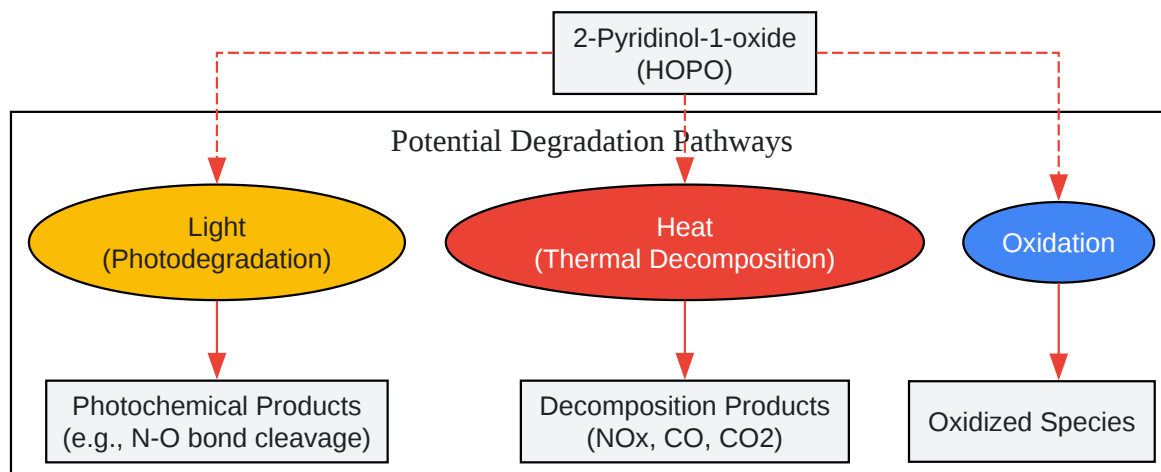 2-Pyridinol-1-oxide
(HOPO)
Potential Degradation Pathways
Light
(Photodegradation)
Heat
(Thermal Decomposition)
Oxidation
Photochemical Products
(e.g., N-O bond cleavage)
Decomposition Products
(NOx, CO, CO2)
Oxidized Species